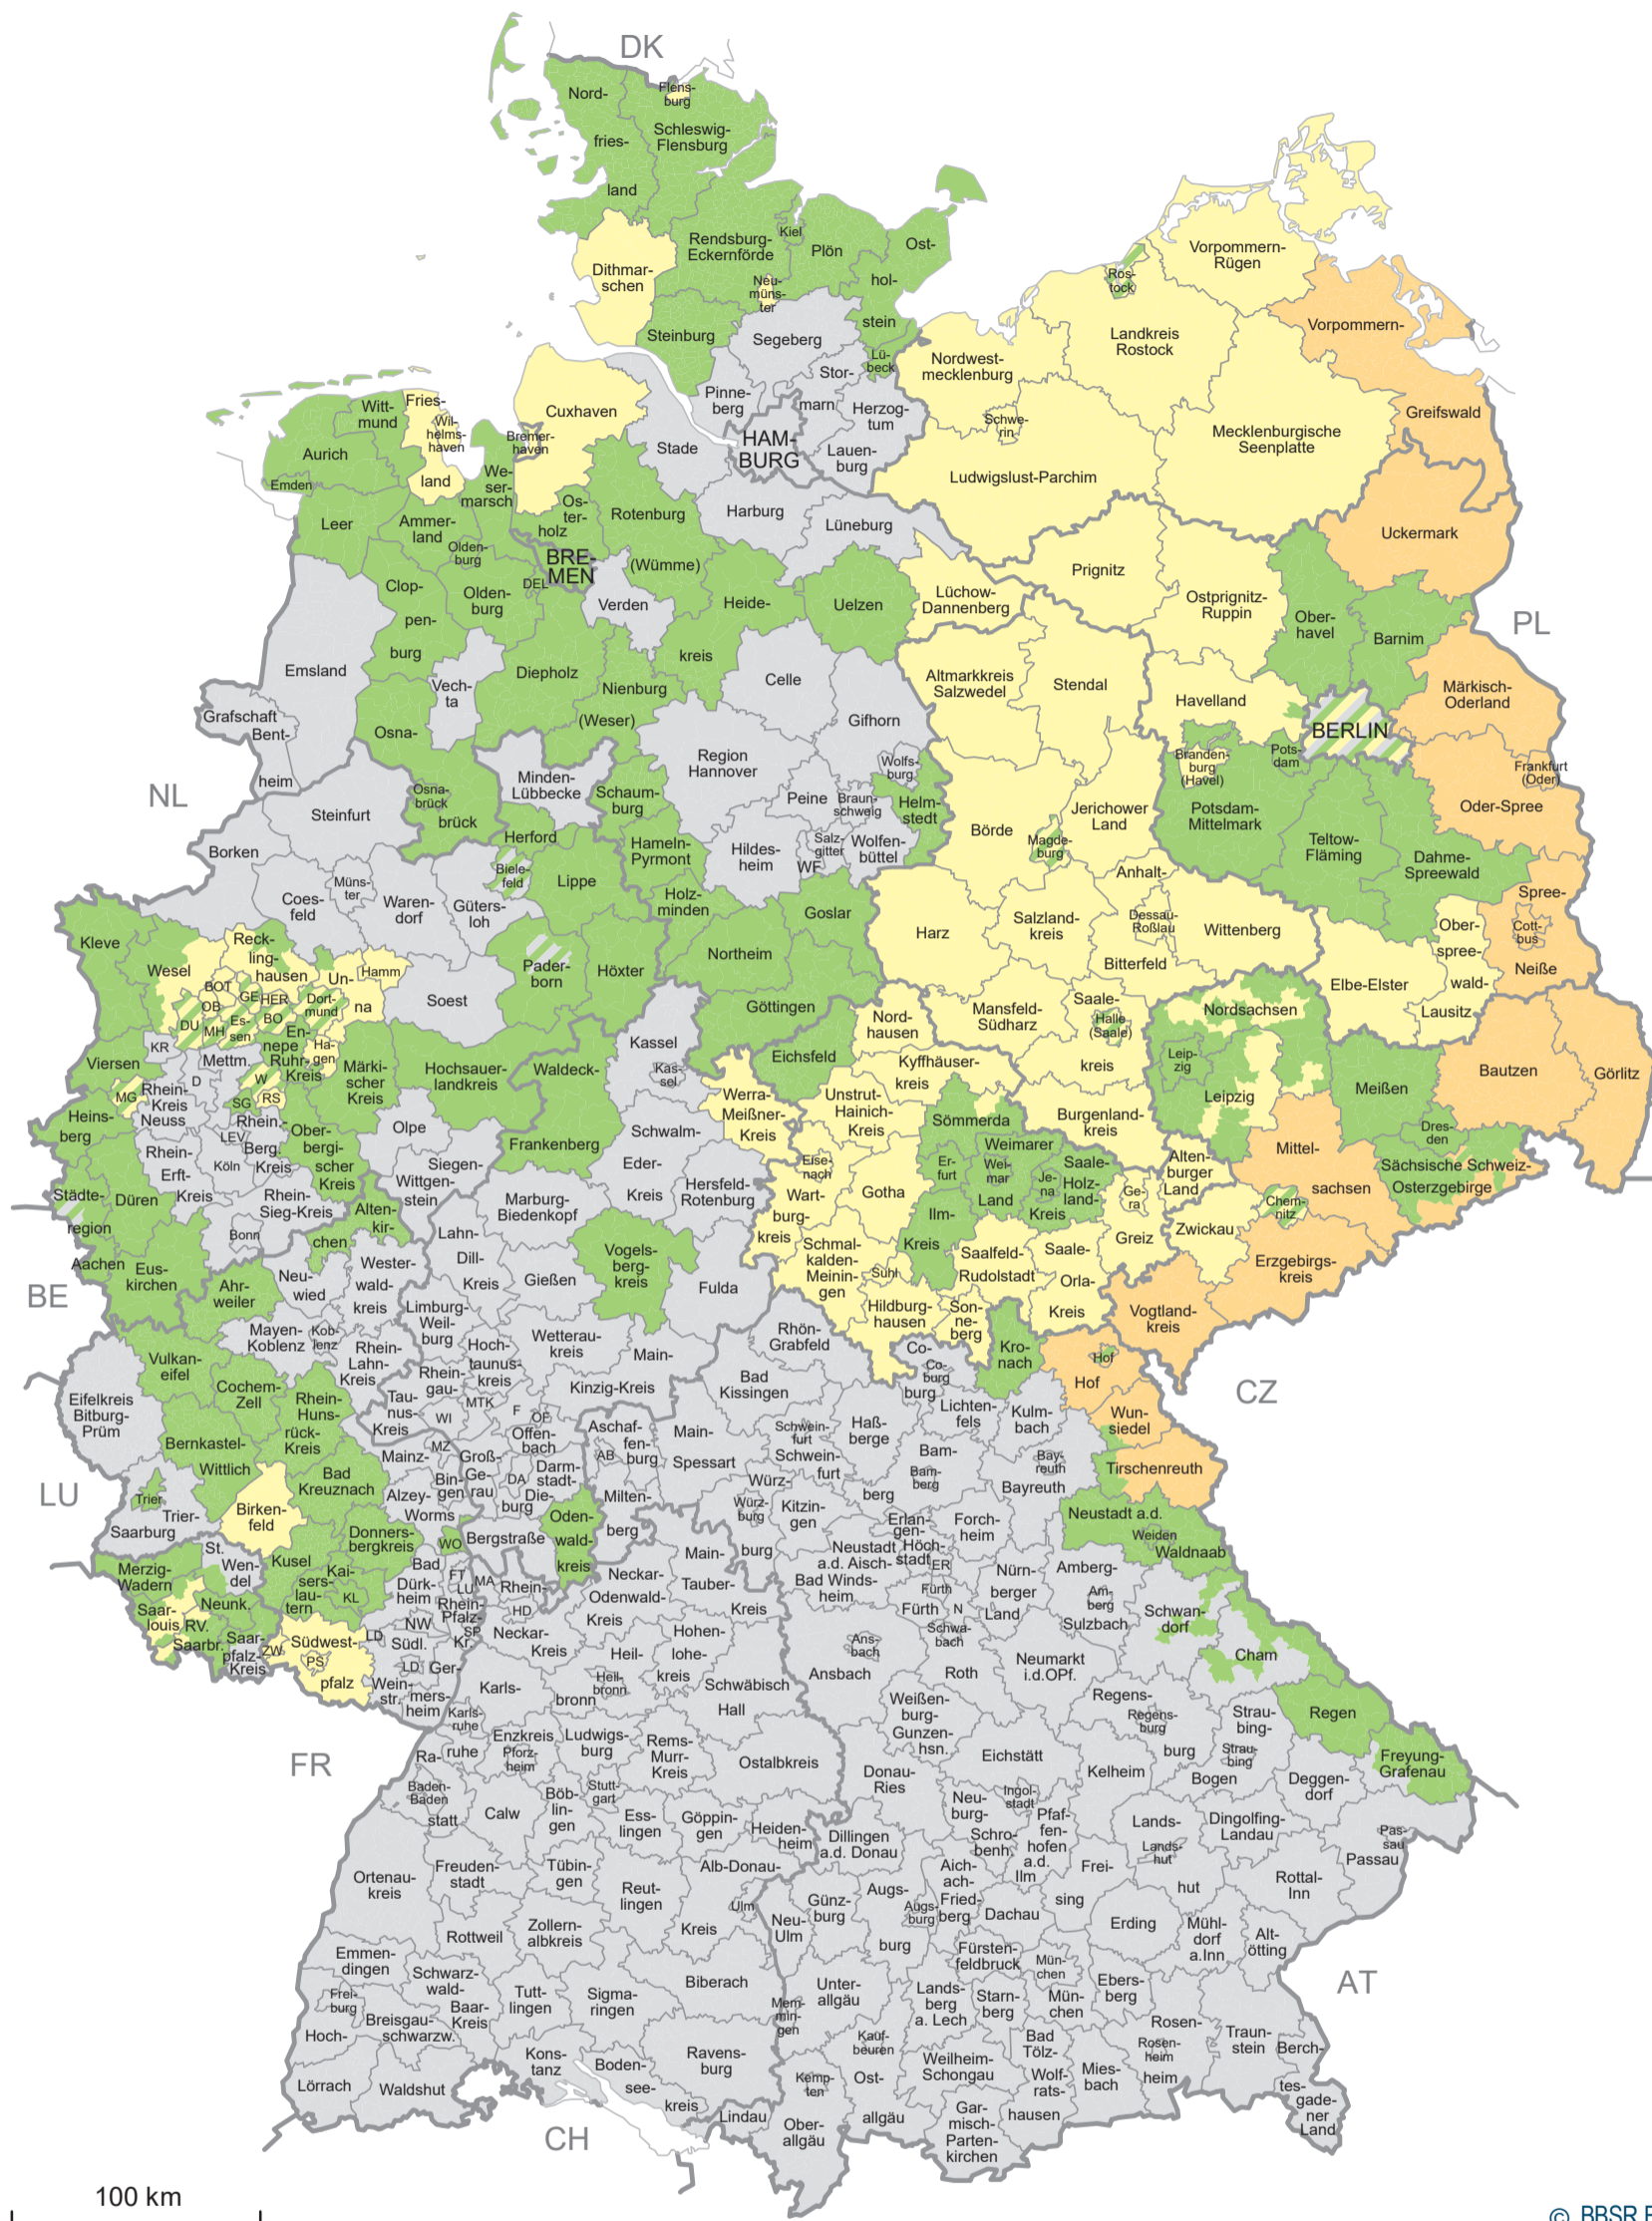 DK
Nord-
fries-
land
Flens-
burg
Schleswig-
Flensburg
Dithmar-
schen
Rendsburg-
Eckernförde
Kiel
Plön
Ost-
hol-
stein
Neu-
müns-
ter
Steinburg
Segeberg
Lü-
beck
Pinne-
berg
Stor-
marn
Herzog-
tum
Lauen-
burg
HAM-
BURG
Vorpommern-
Rügen
Ros-
tock
Landkreis
Rostock
Nordwest-
mecklenburg
Schwe-
rin
Ludwigslust-Parchim
Mecklenburgische
Seenplatte
Vorpommern-
Greifswald
Uckermark
Witt-
mund
Fries-
land
Wil-
helms-
haven
Aurich
Emden
Leer
Ammer-
land
We-
ser-
marsch
Bremer-
haven
Cuxhaven
Stade
Os-
ter-
holz
Rotenburg
(Wümme)
Harburg
Lüneburg
Olden-
burg
BRE-
MEN
DEL
Clop-
pen-
burg
Olden-
burg
Verden
Heide-
kreis
Uelzen
Lüchow-
Dannenberg
Prignitz
Ostprignitz-
Ruppin
Ober-
havel
Barnim
PL
Emsland
Vech-
ta
Diepholz
Nienburg
(Weser)
Celle
Gifhorn
Altmarkkreis
Salzwedel
Stendal
Havelland
BERLIN
Märkisch-
Oderland
Grafschaft
Bent-
heim
Osna-
brück
Osna-
brück
Minden-
Lübbecke
Schaum-
burg
Region
Hannover
Wolfs-
burg
Peine
Braun-
schweig
Helm-
stedt
Branden-
burg
(Havel)
Pots-
dam
Frankfurt
(Oder)
Oder-Spree
NL
Steinfurt
Herford
Hameln-
Pyrmont
Hildes-
heim
Salz-
gitter
WF
Wolfen-
büttel
Börde
Magde-
burg
Jerichower
Land
Potsdam-
Mittelmark
Teltow-
Fläming
Dahme-
Spreewald
Borken
Coes-
feld
Müns-
ter
Waren-
dorf
Güters-
loh
Biele-
feld
Lippe
Holz-
minden
Goslar
Harz
Salzland-
kreis
Anhalt-
Bitterfeld
Dessau-
Roßlau
Wittenberg
Spree-
Neiße
Cott-
bus
Ober-
spree-
wald-
Lausitz
Elbe-Elster
Kleve
Wesel
Reck-
ling-
hausen
Un-
na
Hamm
Soest
Pader-
born
Höxter
Northeim
Göttingen
BOT
OB
GE
HER
Dort-
mund
DU
MH
Es-
sen
BO
En-
nepe
Ruhr-
Kreis
Ha-
gen
Nord-
hausen
Mansfeld-
Südharz
Saale-
kreis
Halle
(Saale)
Nordsachsen
Viersen
KR
Mettm.
Märki-
scher
Kreis
Hochsauer-
landkreis
Waldeck-
Frankenberg
Kassel
Kas-
sel
Eichsfeld
Kyffhäuser-
kreis
Leip-
zig
Leipzig
Meißen
Bautzen
Görlitz
MG
Rhein-
Kreis
Neuss
D
W
SG
RS
Heins-
berg
Werra-
Meißner-
Kreis
Unstrut-
Hainich-
Kreis
Sömmerda
Burgenland-
kreis
Dres-
den
Rhein-
Erft-
Kreis
LEV
Köln
Rhein.-
Berg.
Kreis
Ober-
bergi-
scher
Kreis
Olpe
Siegen-
Wittgen-
stein
Schwalm-
Eder-
Kreis
Hersfeld-
Rotenburg
Eise-
nach
Wart-
burg-
kreis
Gotha
Er-
furt
Weimarer
Land
Wei-
mar
Je-
na
Saale-
Holz-
land-
Kreis
Ge-
ra
Alten-
burger
Land
Mittel-
sachsen
Sächsische Schweiz-
Osterzgebirge
Städte-
region
Aachen
Düren
Rhein-
Sieg-Kreis
Bonn
Alten-
kir-
chen
Marburg-
Biedenkopf
Ilm-
Kreis
Chem-
nitz
Zwickau
Greiz
Erzgebirgs-
kreis
BE
Eus-
kirchen
Ahr-
weiler
Neu-
wied
Wester-
wald-
kreis
Lahn-
Dill-
Kreis
Gießen
Vogels-
berg-
kreis
Fulda
Schmal-
kalden-
Meinin-
gen
Suhl
Hildburg-
hausen
Saalfeld-
Rudolstadt
Son-
ne-
berg
Saale-
Orla-
Kreis
Vogtland-
kreis
Mayen-
Koblenz
Kob-
lenz
Rhein-
Lahn-
Kreis
Limburg-
Weil-
burg
Hoch-
taunus-
kreis
Wetterau-
kreis
Main-
Kinzig-Kreis
Rhön-
Grabfeld
Bad
Kissingen
Co-
burg
Co-
burg
Kro-
nach
Hof
Hof
CZ
Eifelkreis
Bitburg-
Prüm
Vulkan-
eifel
Cochem-
Zell
Rhein-
Huns-
rück-
Kreis
Rhein-
gau-
Tau-
nus-
Kreis
WI
MTK
F
OF
Offen-
bach
Aschaf-
fen-
burg
AB
Main-
Spessart
Schwein-
furt
Schwein-
furt
Haß-
berge
Lichten-
fels
Kulm-
bach
Wun-
siedel
LU
Bernkastel-
Wittlich
Bad
Kreuznach
Mainz-
Bin-
gen
MZ
Groß-
Ge-
rau
DA
Darm-
stadt-
Die-
burg
Milten-
berg
Würz-
burg
Würz-
burg
Kitzin-
gen
Bam-
berg
Bam-
berg
Bayreuth
Bay-
reuth
Tirschenreuth
Trier
Trier-
Saarburg
Birken-
feld
Alzey-
Worms
WO
Bergstraße
Oden-
wald-
kreis
Donners-
bergkreis
Erlan-
gen-
Höch-
stadt
ER
Forch-
heim
Neustadt a.d.
Waldnaab
Weiden
Merzig-
Wadern
St.
Wen-
del
Kusel
Kai-
sers-
lau-
tern
KL
Bad
Dürk-
heim
FT
LU
MA
Rhein-
Neckar-
Kreis
HD
Rhein-
Pfalz-
Kr.
SP
Neckar-
Odenwald-
Kreis
Main-
Tauber-
Kreis
Neustadt
a.d. Aisch-
Bad Winds-
heim
Fürth
Fürth
N
Nürn-
berger
Land
Amberg-
Sulzbach
Am-
berg
Schwan-
dorf
Saar-
louis
RV.
Saarbr.
Neunk.
Saar-
pfalz-
Kreis
ZW
PS
Südwest-
pfalz
NW
LD
Südl.
Wein-
str.
LD
Ger-
mers-
heim
Heil-
bronn
Heil-
bronn
Hohen-
lohe-
kreis
Schwäbisch
Hall
Ansbach
Ans-
bach
Schwa-
bach
Roth
Neumarkt
i.d.OPf.
Cham
FR
Karls-
ruhe
Karls-
ruhe
Enzkreis
Pforz-
heim
Ludwigs-
burg
Rems-
Murr-
Kreis
Ostalbkreis
Weißen-
burg-
Gunzen-
hsn.
Eichstätt
Regens-
burg
Regens-
burg
Kelheim
Strau-
bing-
Bogen
Strau-
bing
Regen
Deggen-
dorf
Freyung-
Grafenau
Ra-
statt
Baden-
Baden
Calw
Böb-
lin-
gen
Stutt-
gart
Ess-
lingen
Göppin-
gen
Heiden-
heim
Donau-
Ries
Dillingen
a.d. Donau
Neu-
burg-
Schro-
benh.
Ingol-
stadt
Pfaf-
fen-
hofen
a.d.
Ilm
Lands-
hut
Lands-
hut
Dingolfing-
Landau
Pas-
sau
Passau
Ortenau-
kreis
Freuden-
stadt
Tübin-
gen
Reut-
lingen
Alb-Donau-
Kreis
Ulm
Neu-
Ulm
Günz-
burg
Augs-
burg
Augs-
burg
Aich-
ach-
Fried-
berg
Dachau
Frei-
sing
Erding
Mühl-
dorf
a.Inn
Rottal-
Inn
Alt-
ötting
Rottweil
Zollern-
albkreis
Emmen-
dingen
Schwarz-
wald-
Baar-
Kreis
Tutt-
lingen
Sigma-
ringen
Biberach
Unter-
allgäu
Mem-
min-
gen
Fürsten-
feldbruck
Mün-
chen
Mün-
chen
Ebers-
berg
AT
Frei-
burg
Breisgau-
Hoch-
schwarzw.
Lands-
berg
a. Lech
Starn-
berg
Kauf-
beuren
Weilheim-
Schongau
Bad
Tölz-
Wolf-
rats-
hausen
Mies-
bach
Rosen-
heim
Rosen-
heim
Traun-
stein
Berch-
tes-
gade-
ner
Land
Lörrach
Waldshut
Kons-
tanz
Boden-
see-
kreis
Ravens-
burg
Lindau
Kemp-
ten
Ober-
allgäu
Ost-
allgäu
Gar-
misch-
Parten-
kirchen
CH
100 km
© BBSR